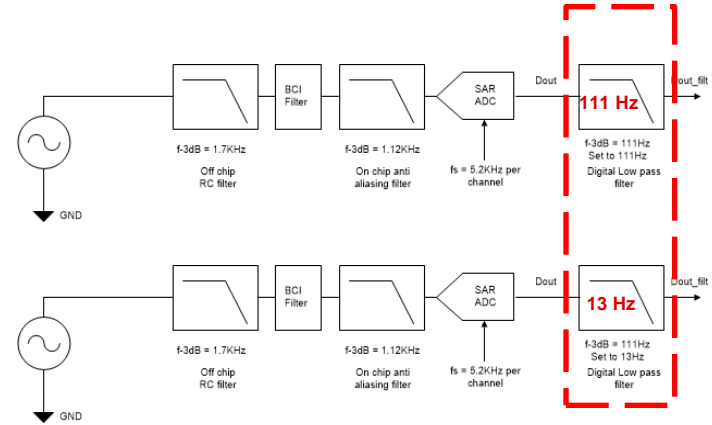 BCI
Filter
SAR
ADC
Dout
111 Hz
Dout_filt
f-3dB = 1.7KHz
Off chip
RC filter
f-3dB = 1.12KHz
On chip anti
aliasing filter
fs = 5.2KHz per
channel
f-3dB = 111Hz
Set to 111Hz
Digital Low pass
filter
GND
BCI
Filter
SAR
ADC
Dout
13 Hz
Dout_filt
f-3dB = 1.7KHz
Off chip
RC filter
f-3dB = 1.12KHz
On chip anti
aliasing filter
fs = 5.2KHz per
channel
f-3dB = 111Hz
Set to 13Hz
Digital Low pass
filter
GND